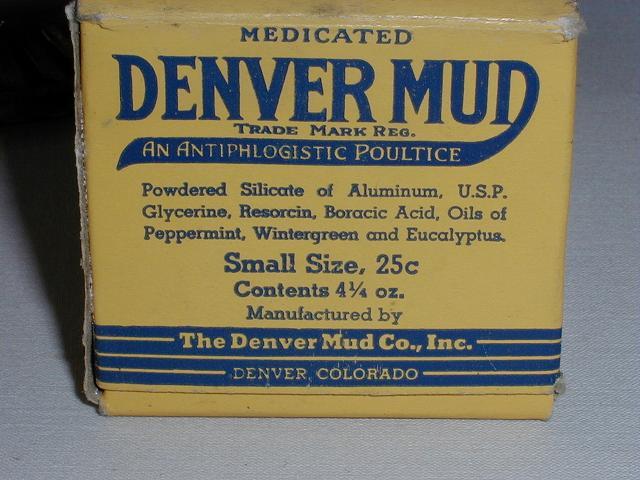 MEDICATED
DENVER MUD
TRADE MARK REG.
AN ANTIPHLOGISTIC POULTICE
Powdered Silicate of Aluminum, U.S.P.
Glycerine, Resorcin, Boracic Acid, Oils of
Peppermint, Wintergreen and Eucalyptus.
Small Size, 25c
Contents 4¼ oz.
Manufactured by
The Denver Mud Co., Inc.
DENVER, COLORADO